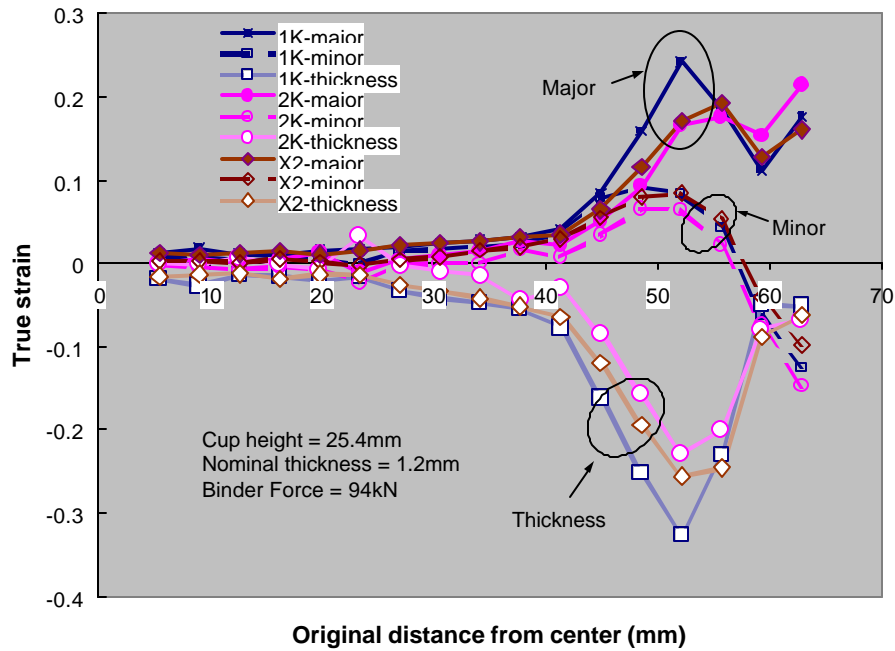 0.3
0.2
0.1
0
-0.1
-0.2
-0.3
-0.4
True strain
1K-major
1K-minor
1K-thickness
2K-major
2K-minor
2K-thickness
X2-major
X2-minor
X2-thickness
Major
Minor
0 10 20 30 40 50 60 70
Cup height = 25.4mm
Nominal thickness = 1.2mm
Binder Force = 94kN
Thickness
Original distance from center (mm)